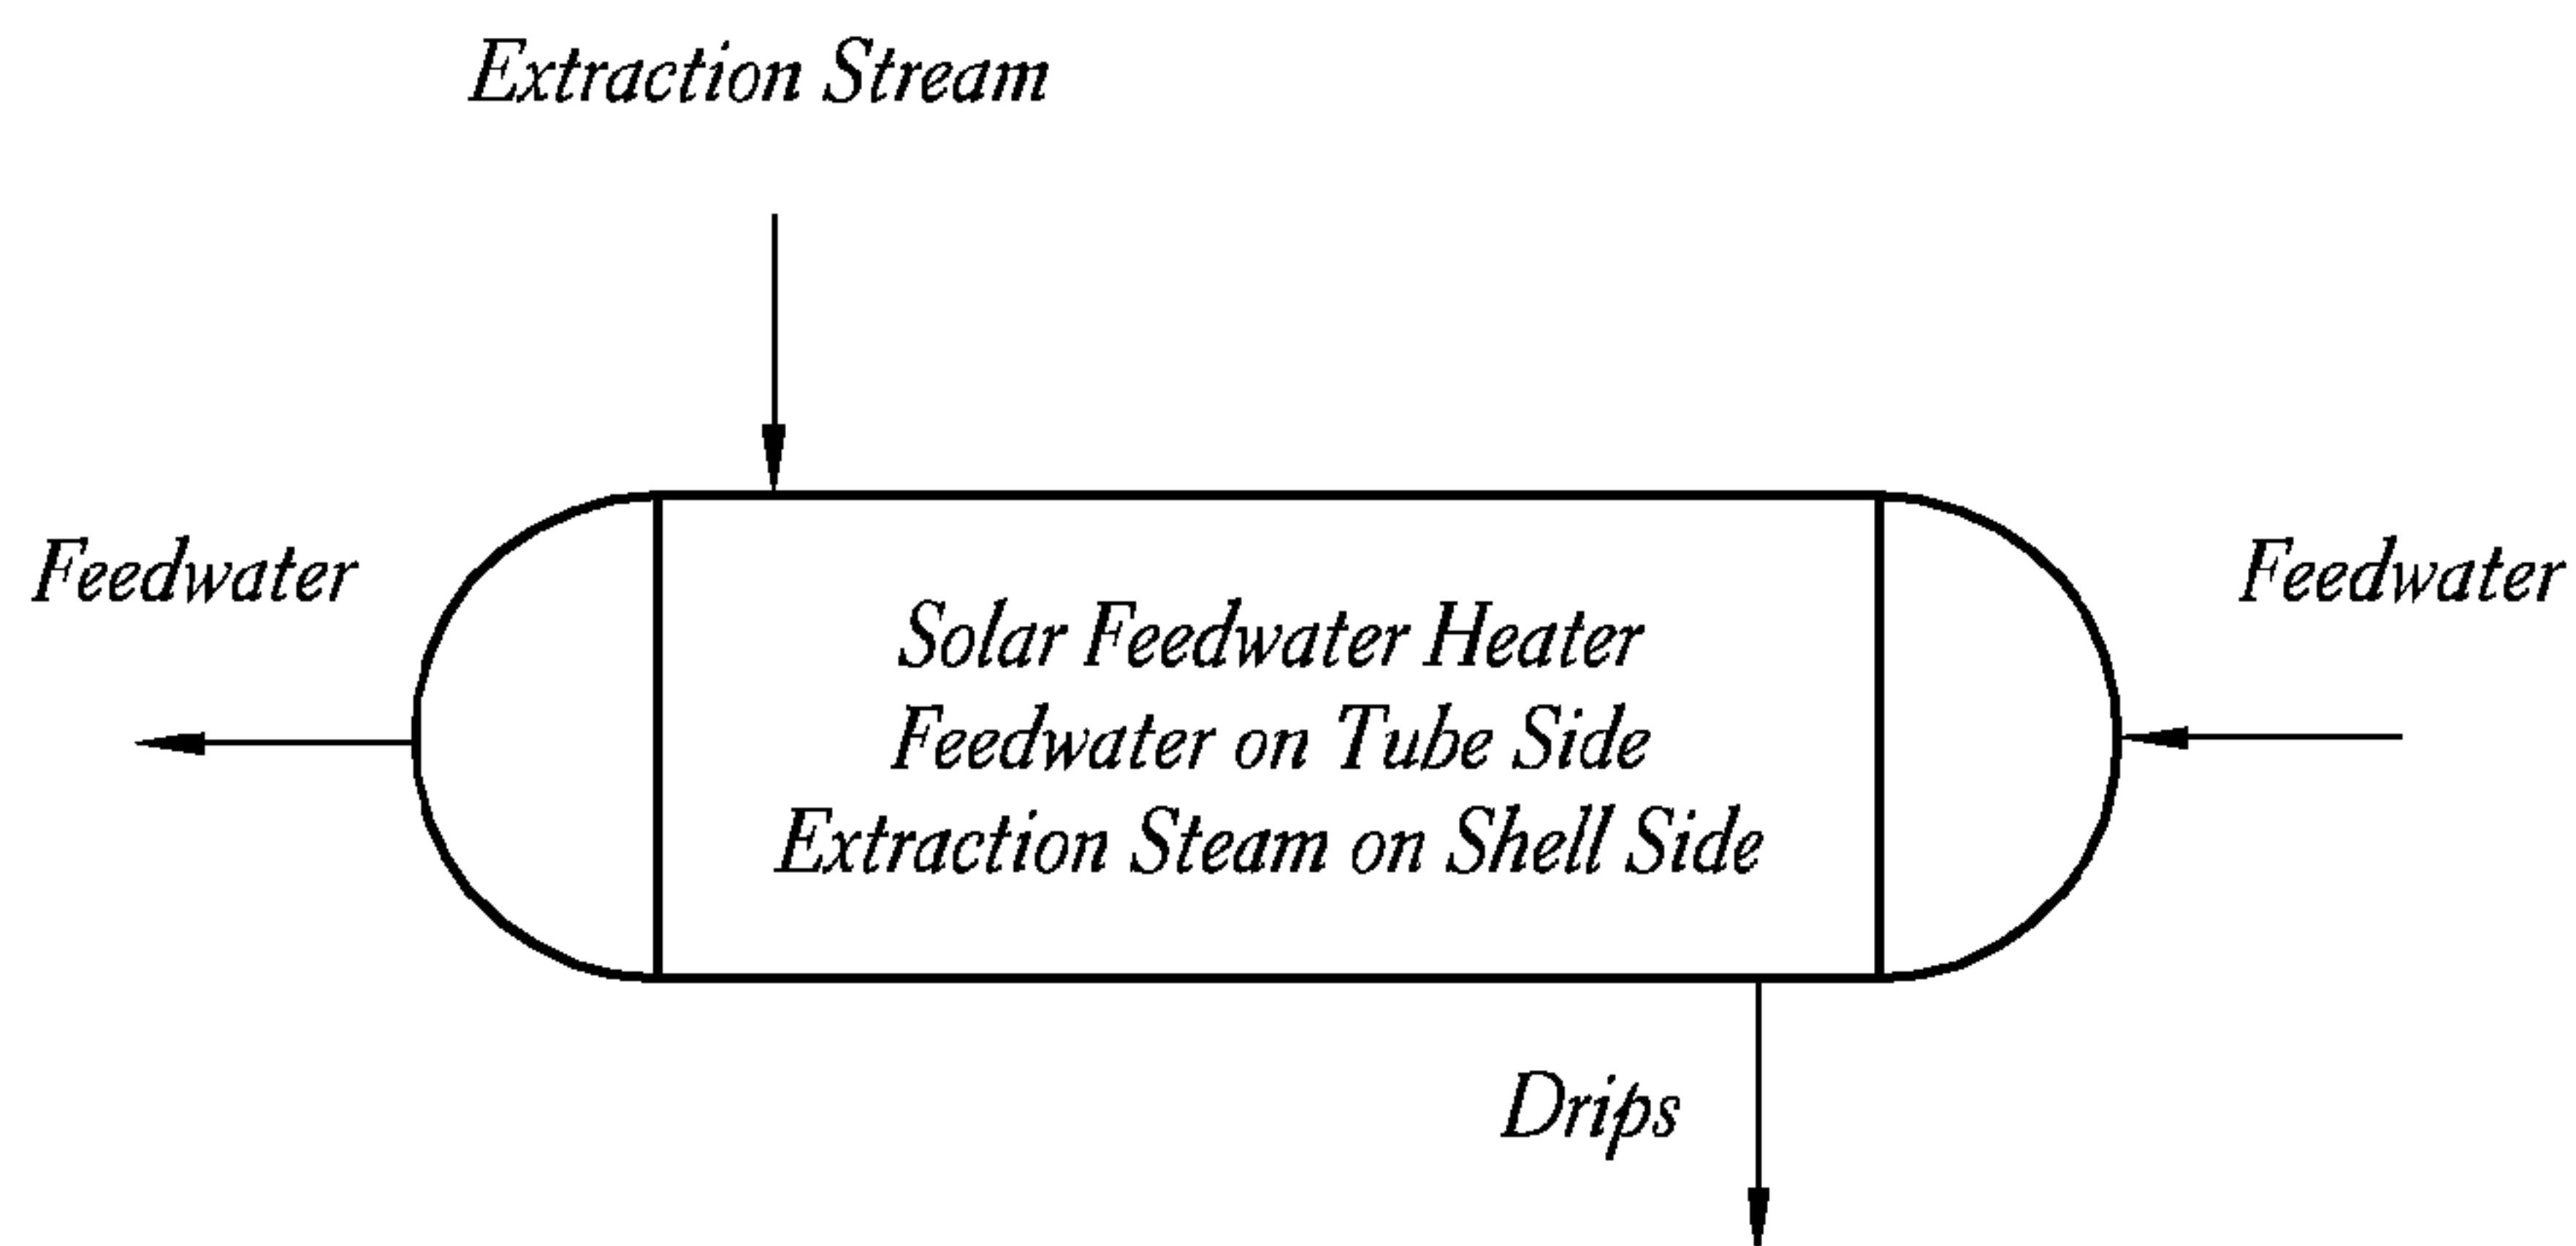 Extraction Stream
Feedwater
Feedwater
Solar Feedwater Heater
Feedwater on Tube Side
Extraction Steam on Shell Side
Drips